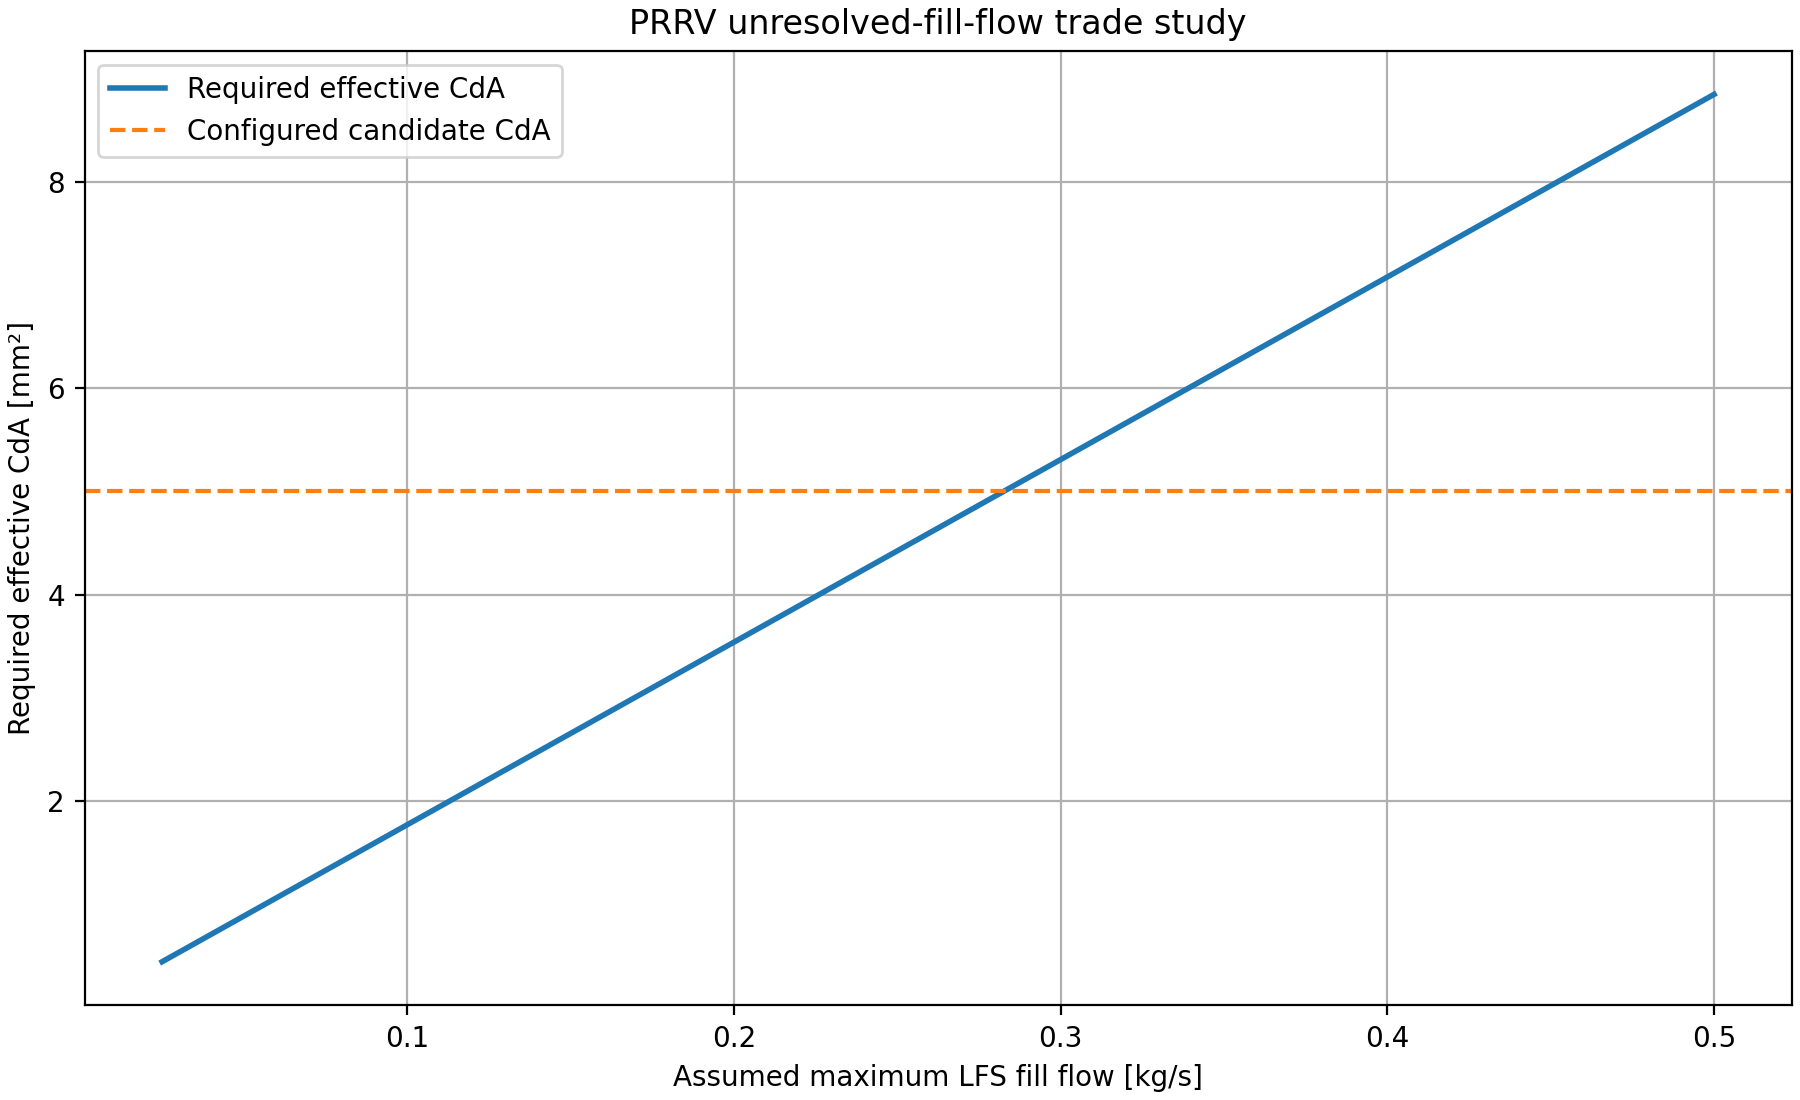 PRRV unresolved-fill-flow trade study
Required effective CdA
Configured candidate CdA
Required effective CdA [mm²]
8
6
4
2
0.1
0.2
0.3
0.4
0.5
Assumed maximum LFS fill flow [kg/s]